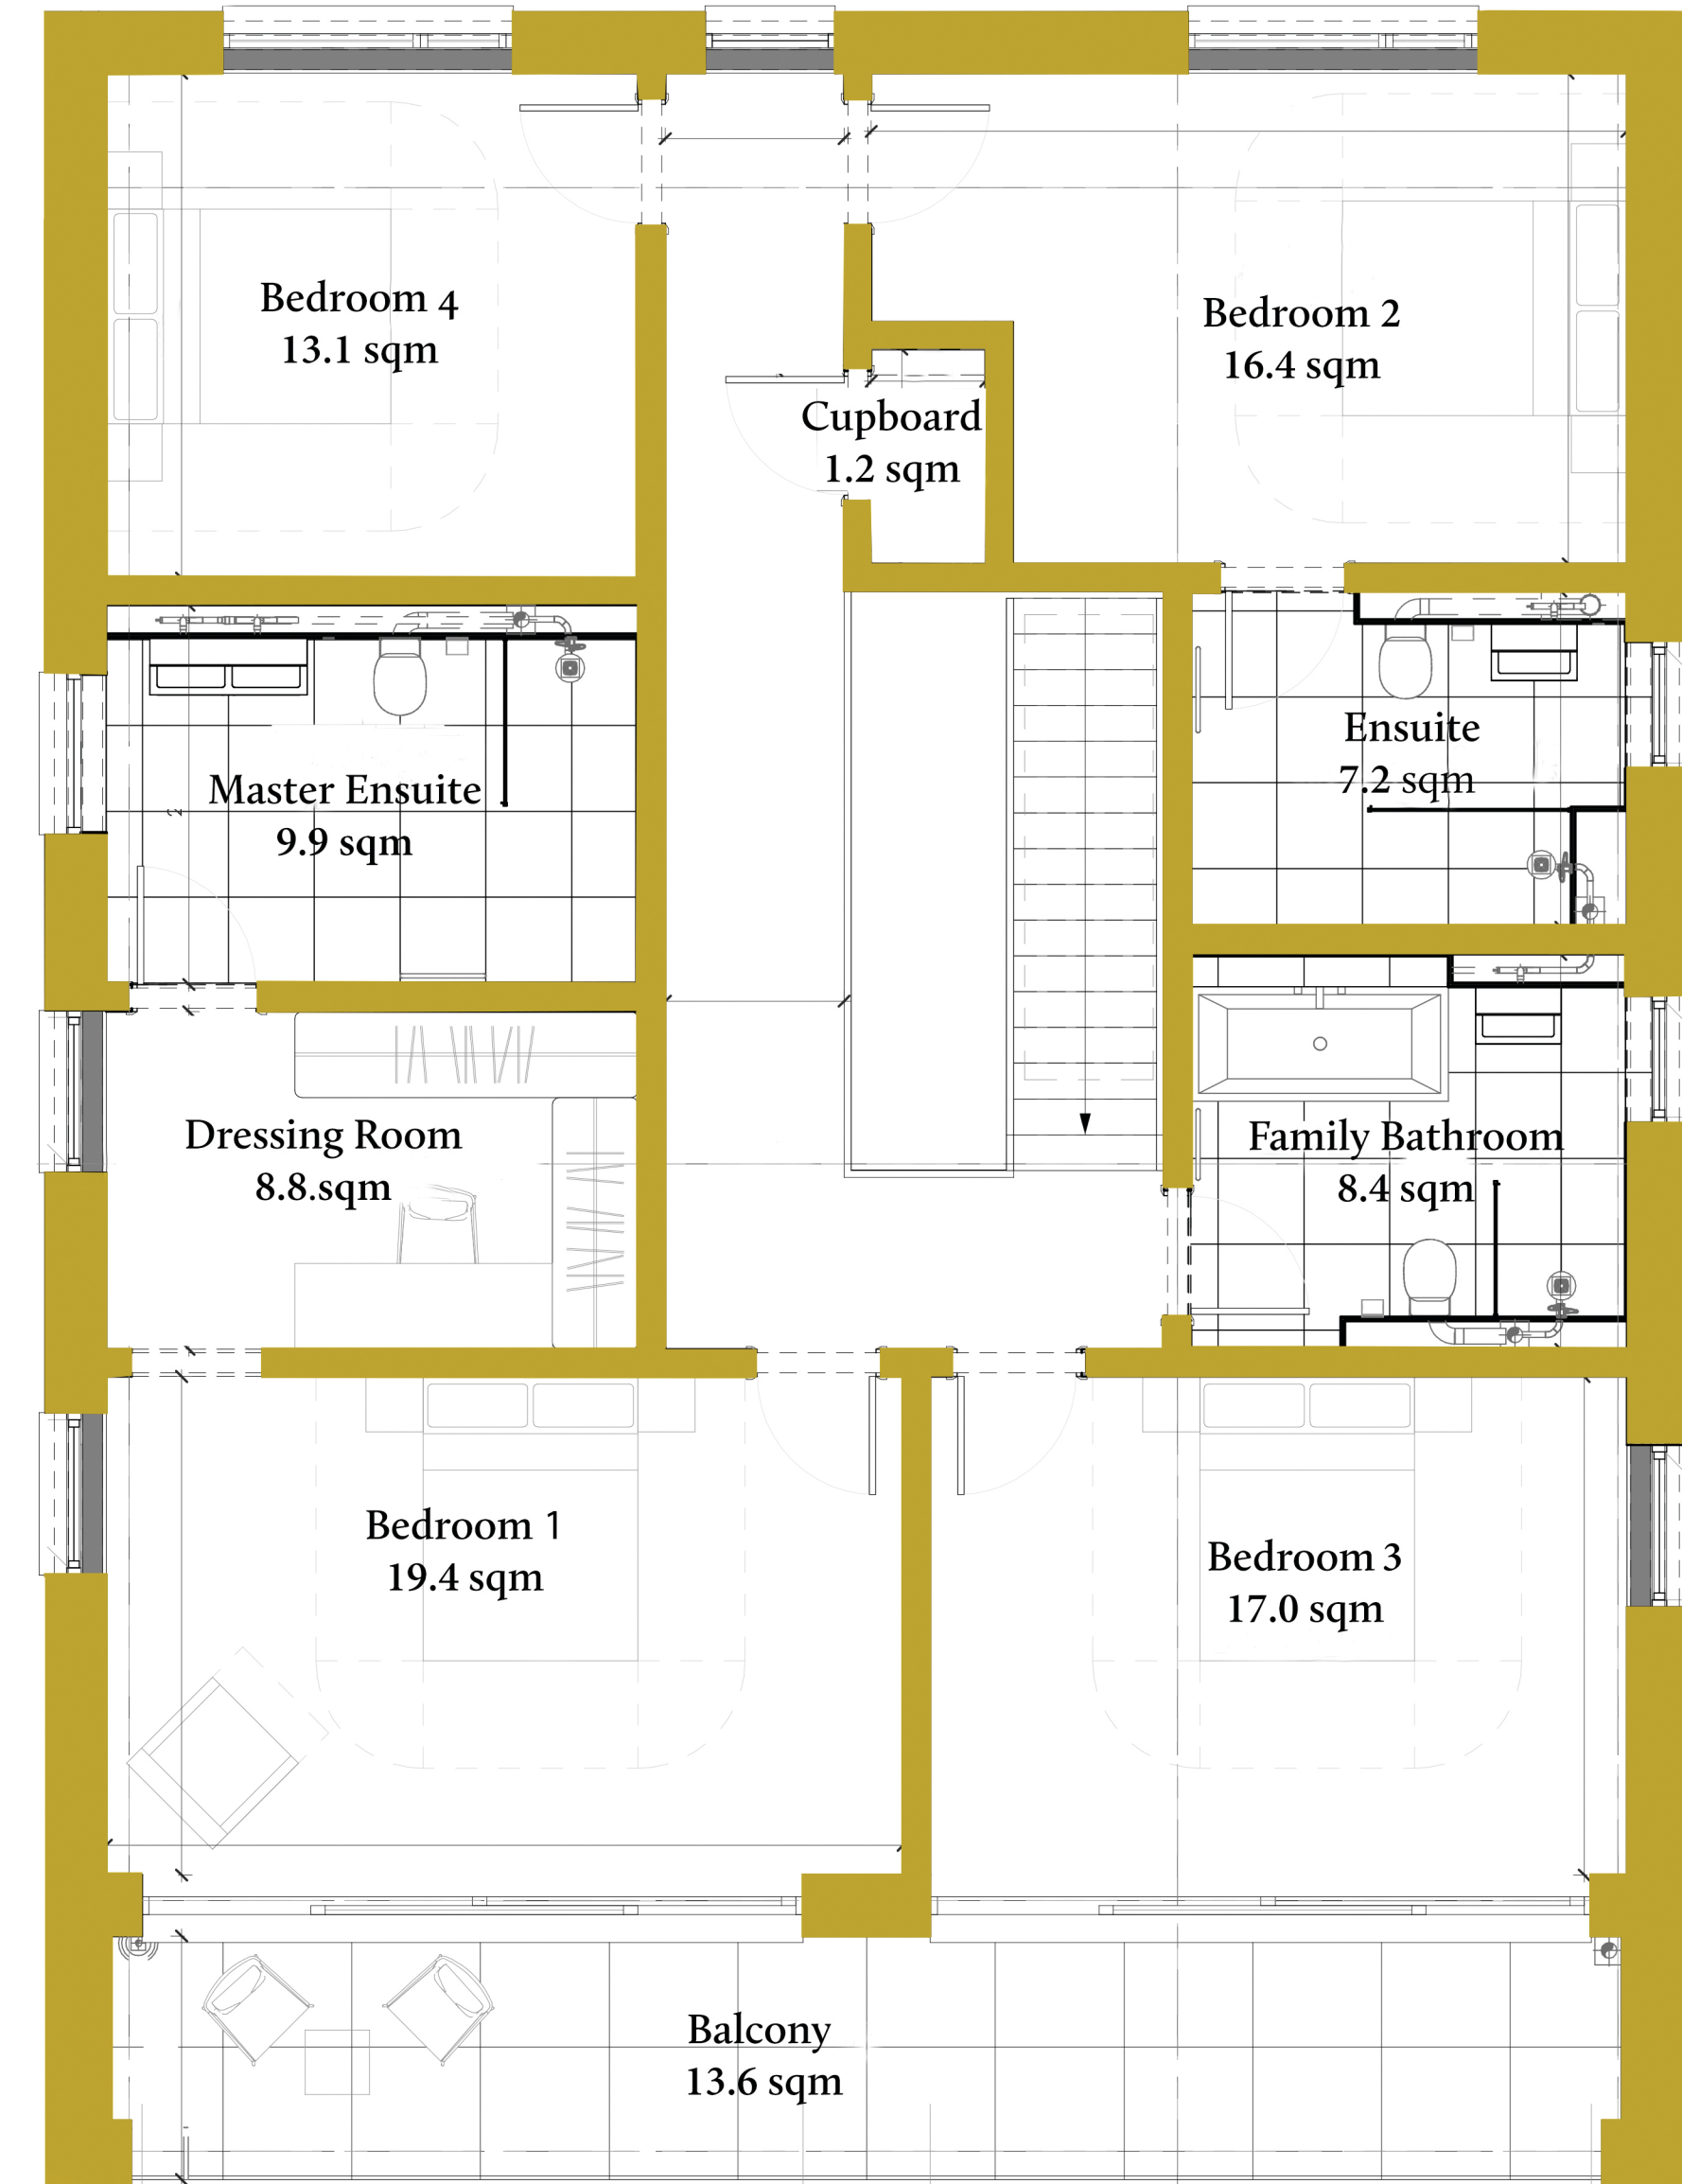 Bedroom 4
13.1 sqm
Bedroom 2
16.4 sqm
Cupboard
1.2 sqm
Master Ensuite
9.9 sqm
Ensuite
7.2 sqm
Dressing Room
8.8.sqm
Family Bathroom
8.4 sqm
Bedroom 1
19.4 sqm
Bedroom 3
17.0 sqm
Balcony
13.6 sqm